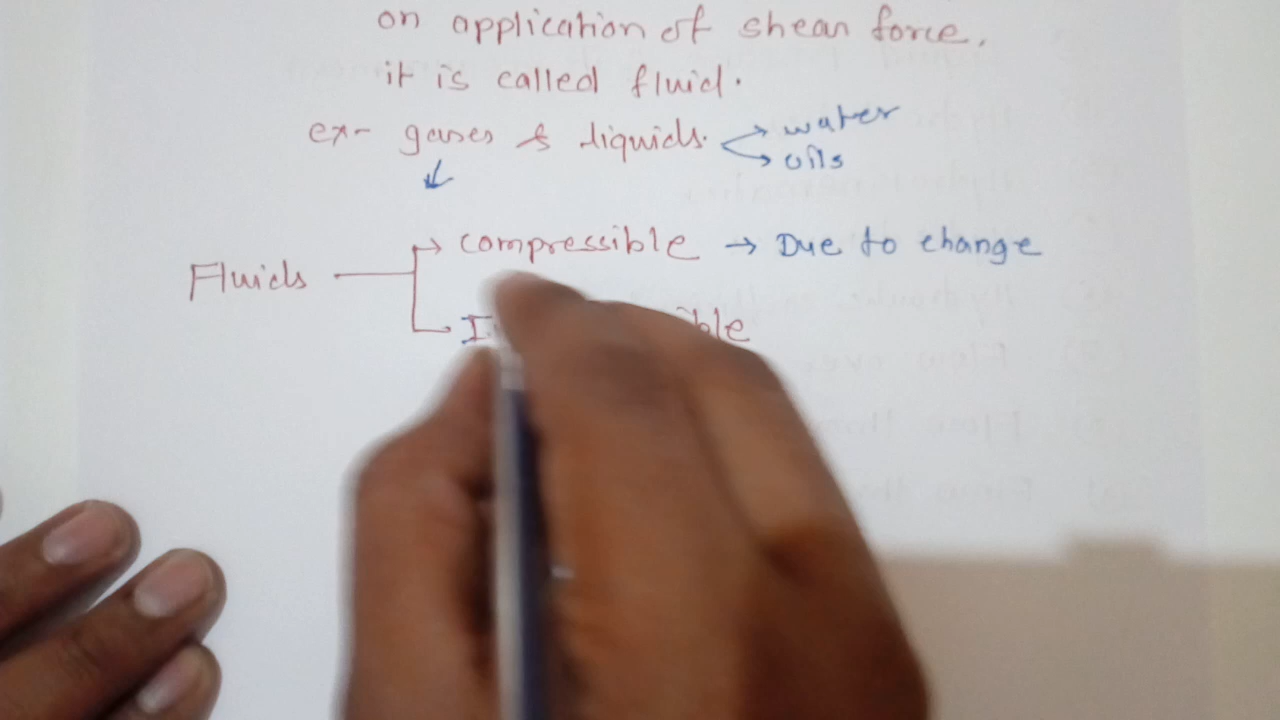 on application of shear force.
it is called fluid.
ex- gases & liquids. → water
→ oils
compressible → Due to change
Fluids